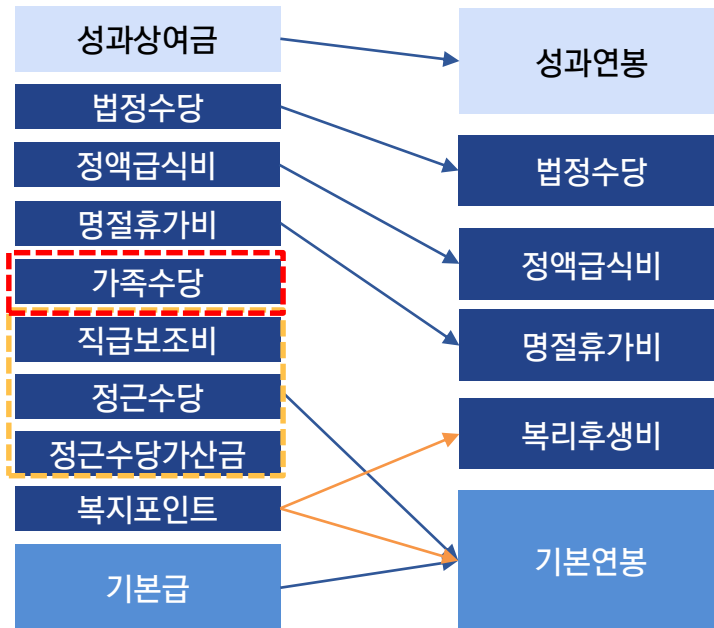 성과상여금
법정수당
정액급식비
명절휴가비
가족수당
직급보조비
정근수당
정근수당가산금
복지포인트
기본급
성과연봉
법정수당
정액급식비
명절휴가비
복리후생비
기본연봉